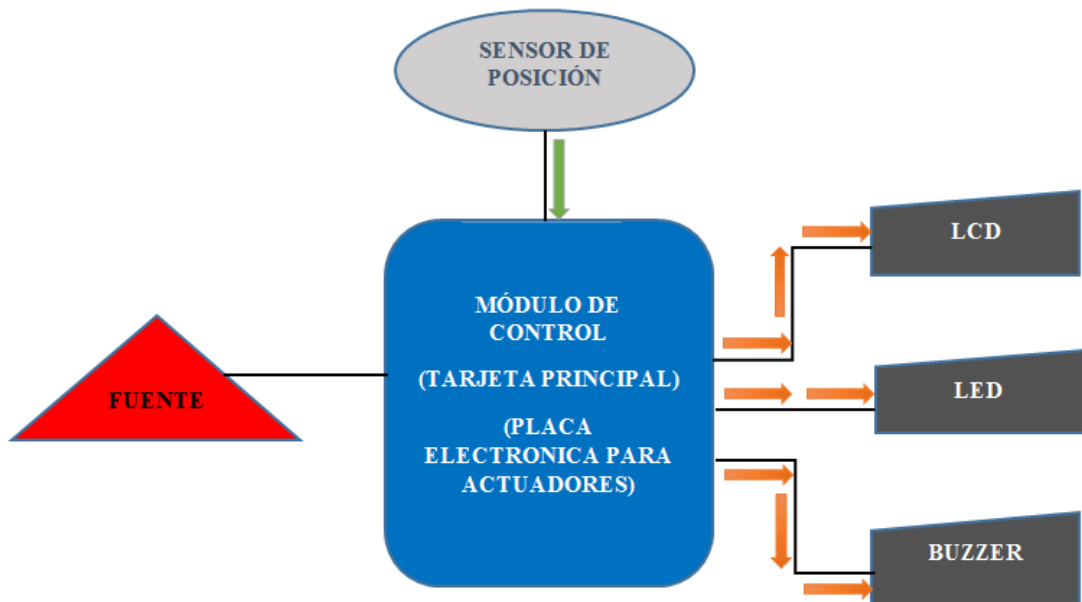 SENSOR DE
POSICIÓN
LCD
MÓDULO DE
CONTROL
(TARJETA PRINCIPAL)
FUENTE
LED
(PLACA
ELECTRONICA PARA
ACTUADORES)
BUZZER